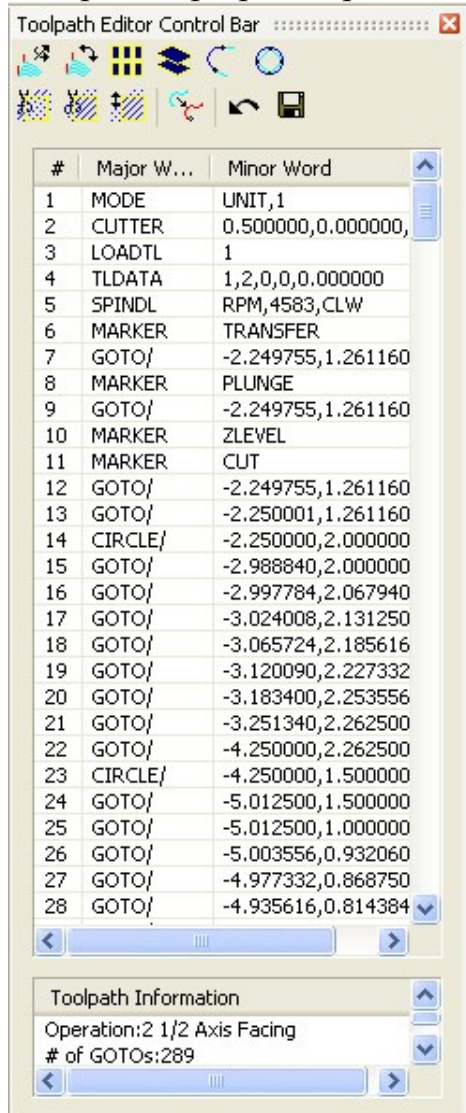 Toolpath Editor Control Bar
# Major W... Minor Word
1 MODE UNIT,1
2 CUTTER 0.500000,0.000000,
3 LOADTL 1
4 TLDATA 1,2,0,0,0.000000
5 SPINDL RPM,4583,CLW
6 MARKER TRANSFER
7 GOTO/ -2.249755,1.261160
8 MARKER PLUNGE
9 GOTO/ -2.249755,1.261160
10 MARKER ZLEVEL
11 MARKER CUT
12 GOTO/ -2.249755,1.261160
13 GOTO/ -2.250001,1.261160
14 CIRCLE/ -2.250000,2.000000
15 GOTO/ -2.988840,2.000000
16 GOTO/ -2.997784,2.067940
17 GOTO/ -3.024008,2.131250
18 GOTO/ -3.065724,2.185616
19 GOTO/ -3.120090,2.227332
20 GOTO/ -3.183400,2.253556
21 GOTO/ -3.251340,2.262500
22 GOTO/ -4.250000,2.262500
23 CIRCLE/ -4.250000,1.500000
24 GOTO/ -5.012500,1.500000
25 GOTO/ -5.012500,1.000000
26 GOTO/ -5.003556,0.932060
27 GOTO/ -4.977332,0.868750
28 GOTO/ -4.935616,0.814384
Toolpath Information
Operation:2 1/2 Axis Facing
# of GOTOs:289